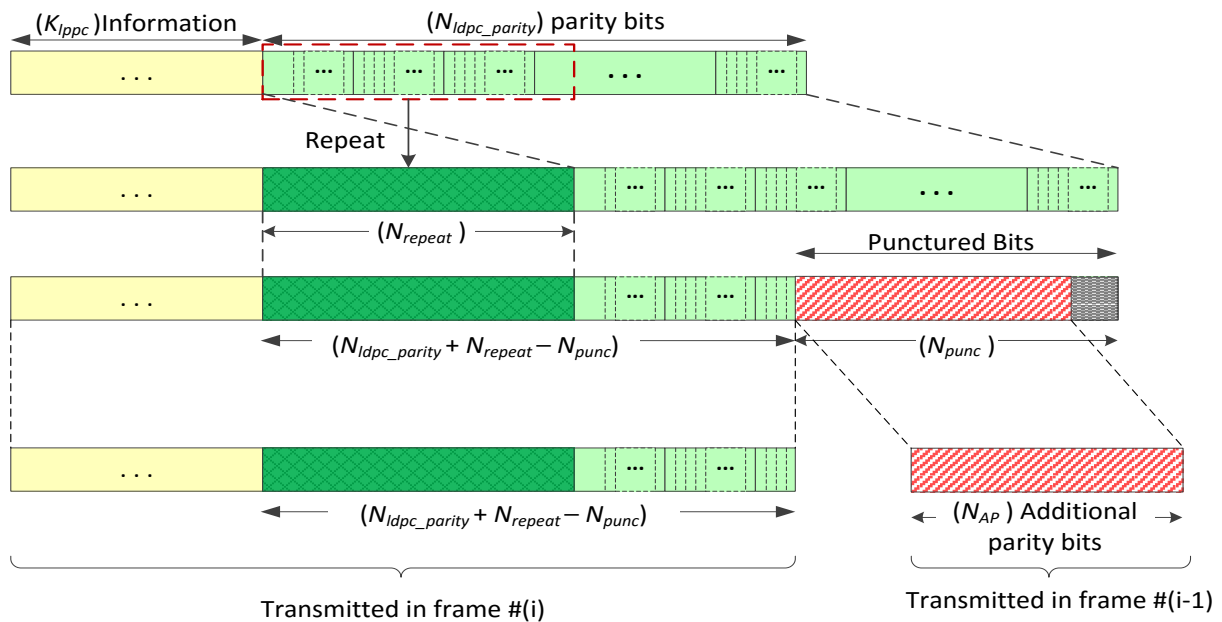 (K_lppc)Information
(N_ldpc_parity) parity bits
. . . ... ... ... . . . ...
Repeat
. . . ... ... ... . . . ...
(N_repeat)
Punctured Bits
. . . ... ...
(N_ldpc_parity + N_repeat – N_punc)
(N_punc)
. . . ... ...
(N_ldpc_parity + N_repeat – N_punc)
(N_AP) Additional
parity bits
Transmitted in frame #(i)
Transmitted in frame #(i-1)